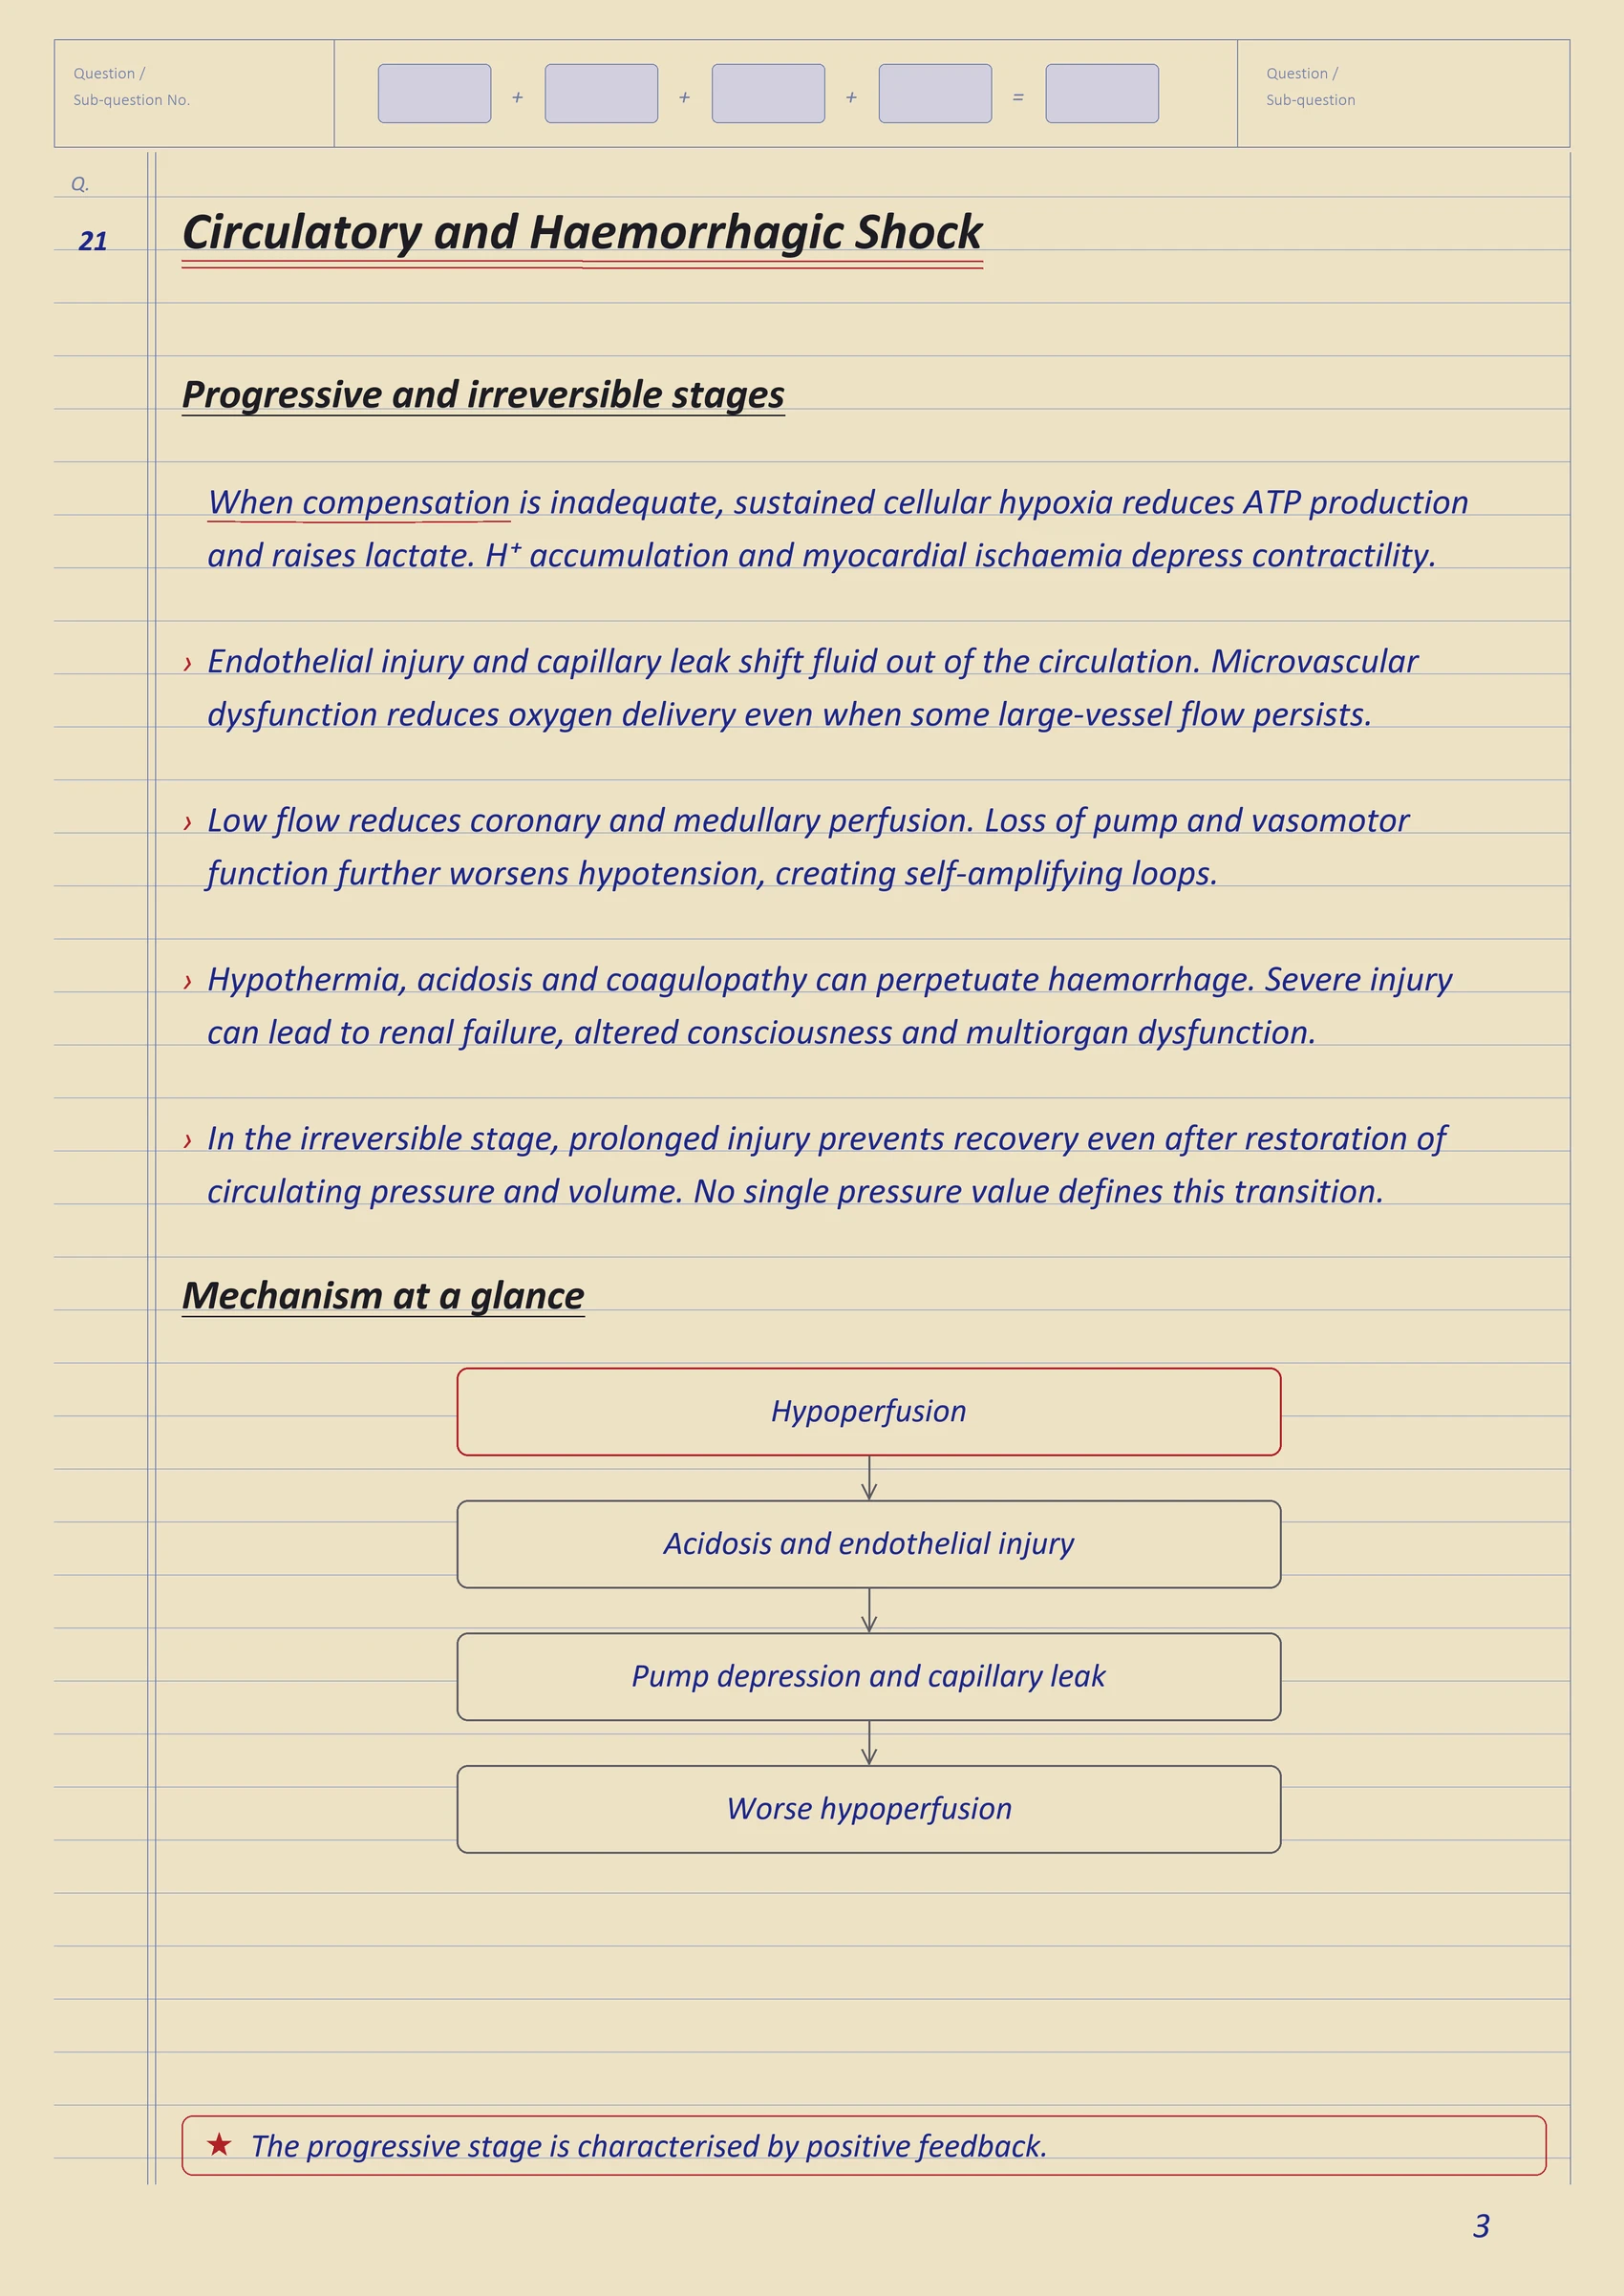 Question /
Sub-question No.
+ + + =
Question /
Sub-question
Q.
21
Circulatory and Haemorrhagic Shock
Progressive and irreversible stages
When compensation is inadequate, sustained cellular hypoxia reduces ATP production
and raises lactate. H⁺ accumulation and myocardial ischaemia depress contractility.
› Endothelial injury and capillary leak shift fluid out of the circulation. Microvascular
dysfunction reduces oxygen delivery even when some large-vessel flow persists.
› Low flow reduces coronary and medullary perfusion. Loss of pump and vasomotor
function further worsens hypotension, creating self-amplifying loops.
› Hypothermia, acidosis and coagulopathy can perpetuate haemorrhage. Severe injury
can lead to renal failure, altered consciousness and multiorgan dysfunction.
› In the irreversible stage, prolonged injury prevents recovery even after restoration of
circulating pressure and volume. No single pressure value defines this transition.
Mechanism at a glance
Hypoperfusion
Acidosis and endothelial injury
Pump depression and capillary leak
Worse hypoperfusion
★ The progressive stage is characterised by positive feedback.
3